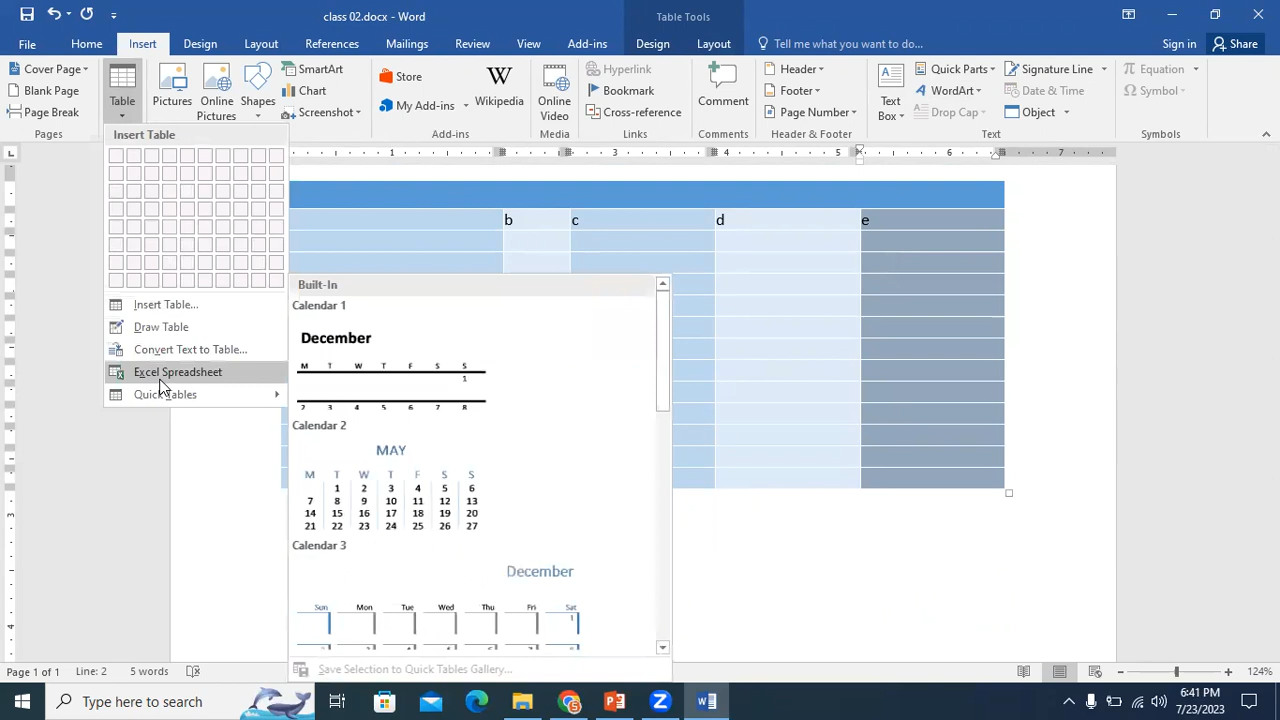 class 02.docx - Word
Table Tools
File
Home
Insert
Design
Layout
References
Mailings
Review
View
Add-ins
Design
Layout
Tell me what you want to do...
Sign in
Share
Cover Page
Blank Page
Page Break
Pages
Table
Pictures
Online Pictures
Shapes
SmartArt
Chart
Screenshot
Store
My Add-ins
Wikipedia
Add-ins
Online Video
Media
Hyperlink
Bookmark
Cross-reference
Links
Comment
Comments
Header
Footer
Page Number
Header & Footer
Text Box
Quick Parts
WordArt
Drop Cap
Signature Line
Date & Time
Object
Text
Equation
Symbol
Symbols
Insert Table
Insert Table...
Draw Table
Convert Text to Table...
Excel Spreadsheet
Quick Tables
1 3 4 5 6 7
b c d e
Built-In
Calendar 1
December
M T W T F S S
1
2 3 4 5 6 7 8
Calendar 2
MAY
M T W T F S S
1 2 3 4 5 6
7 8 9 10 11 12 13
14 15 16 17 18 19 20
21 22 23 24 25 26 27
Calendar 3
December
Sun Mon Tue Wed Thu Fri Sat
1
Save Selection to Quick Tables Gallery...
Page 1 of 1
Line: 2
5 words
124%
Type here to search
6:41 PM
7/23/2023